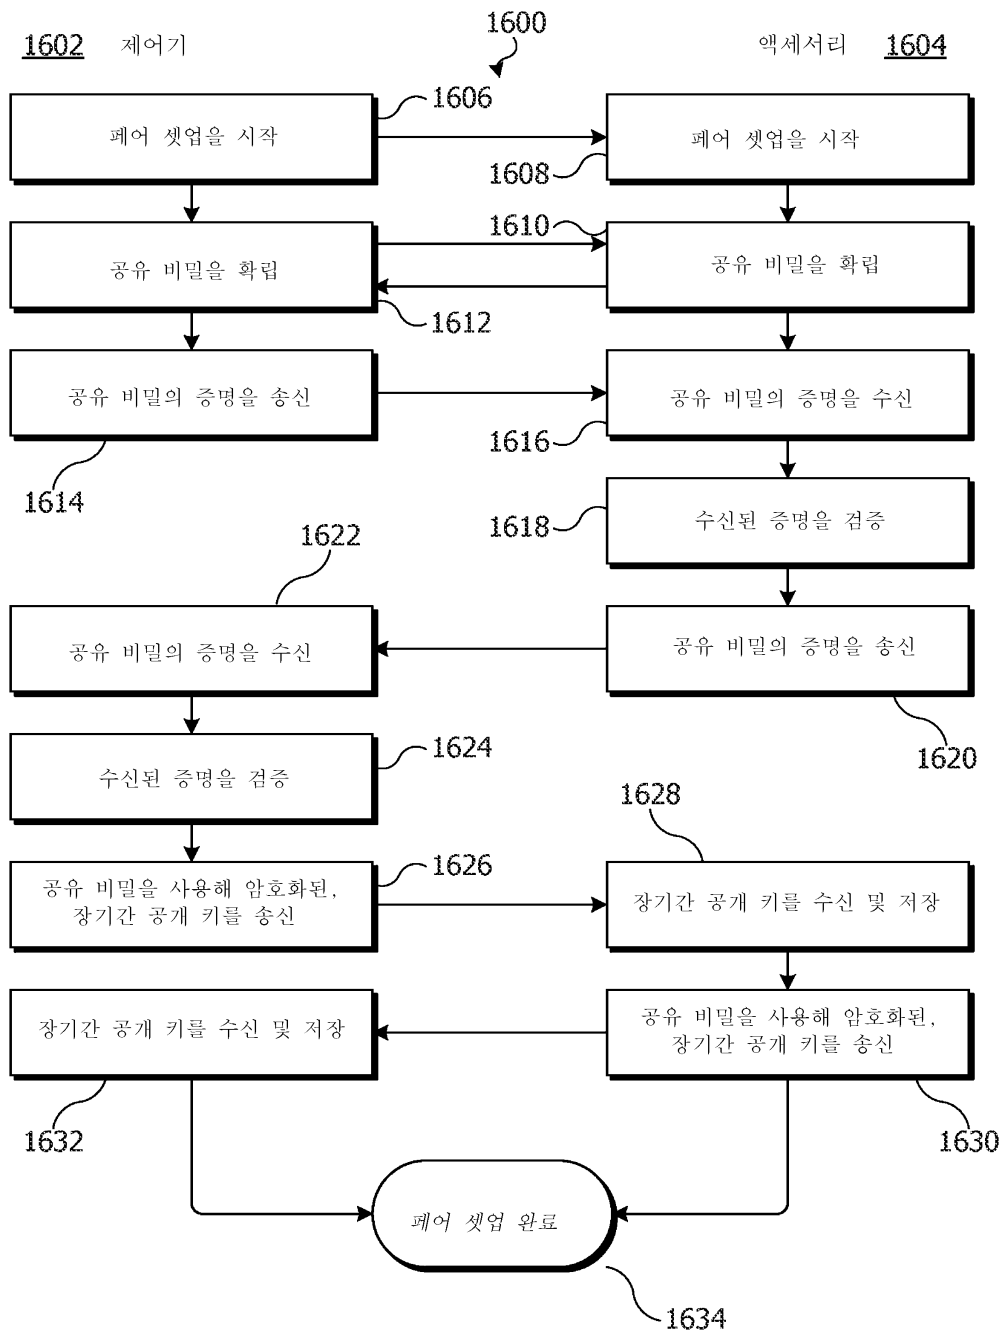 1600
1602 제어기
액세서리 1604
1606
페어 셋업을 시작
페어 셋업을 시작
1608
1610
공유 비밀을 확립
공유 비밀을 확립
1612
공유 비밀의 증명을 송신
공유 비밀의 증명을 수신
1614
1616
수신된 증명을 검증
1618
1622
공유 비밀의 증명을 수신
공유 비밀의 증명을 송신
1620
1624
수신된 증명을 검증
1628
1626
공유 비밀을 사용해 암호화된,
장기간 공개 키를 송신
장기간 공개 키를 수신 및 저장
장기간 공개 키를 수신 및 저장
공유 비밀을 사용해 암호화된,
장기간 공개 키를 송신
1632
1630
페어 셋업 완료
1634